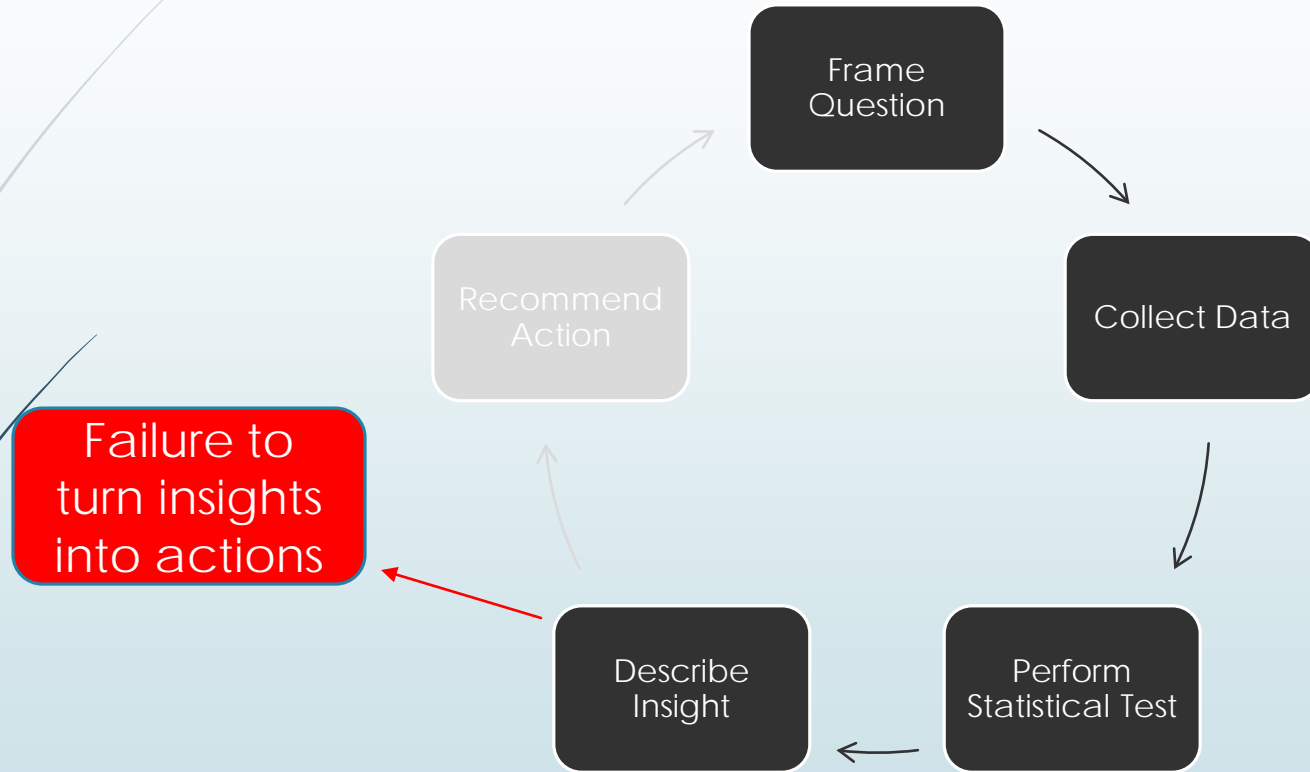 Frame
Question
Collect Data
Perform
Statistical Test
Describe
Insight
Recommend
Action
Failure to
turn insights
into actions